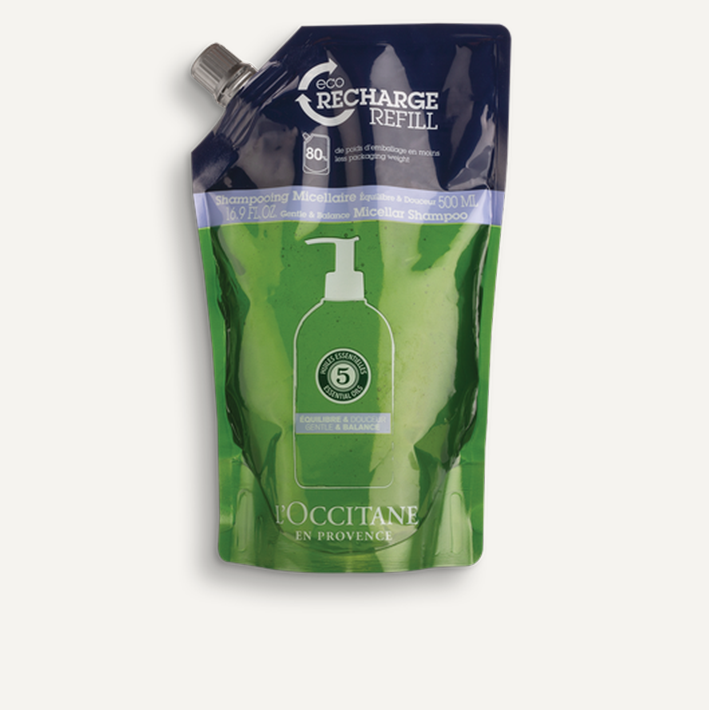 eco
RECHARGE
REFILL
80%
de poids d'emballage en moins
less packaging weight
Shampooing Micellaire Équilibre & Douceur 500 ML
16.9 FL.OZ. Gentle & Balance Micellar Shampoo
HUILES ESSENTIELLES
5
ESSENTIAL OILS
ÉQUILIBRE & DOUCEUR
GENTLE & BALANCE
L'OCCITANE
EN PROVENCE